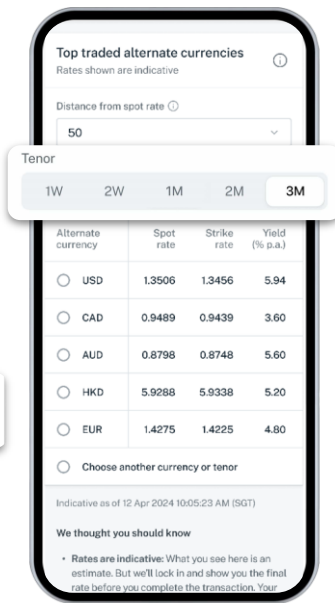 Top traded alternate currencies
Rates shown are indicative
Distance from spot rate
50
Tenor
1W 2W 1M 2M 3M
Alternate currency Spot rate Strike rate Yield (% p.a.)
USD 1.3506 1.3456 5.94
CAD 0.9489 0.9439 3.60
AUD 0.8798 0.8748 5.60
HKD 5.9288 5.9338 5.20
EUR 1.4275 1.4225 4.80
Choose another currency or tenor
Indicative as of 12 Apr 2024 10:05:23 AM (SGT)
We thought you should know
• Rates are indicative: What you see here is an
estimate. But we'll lock in and show you the final
rate before you complete the transaction. Your